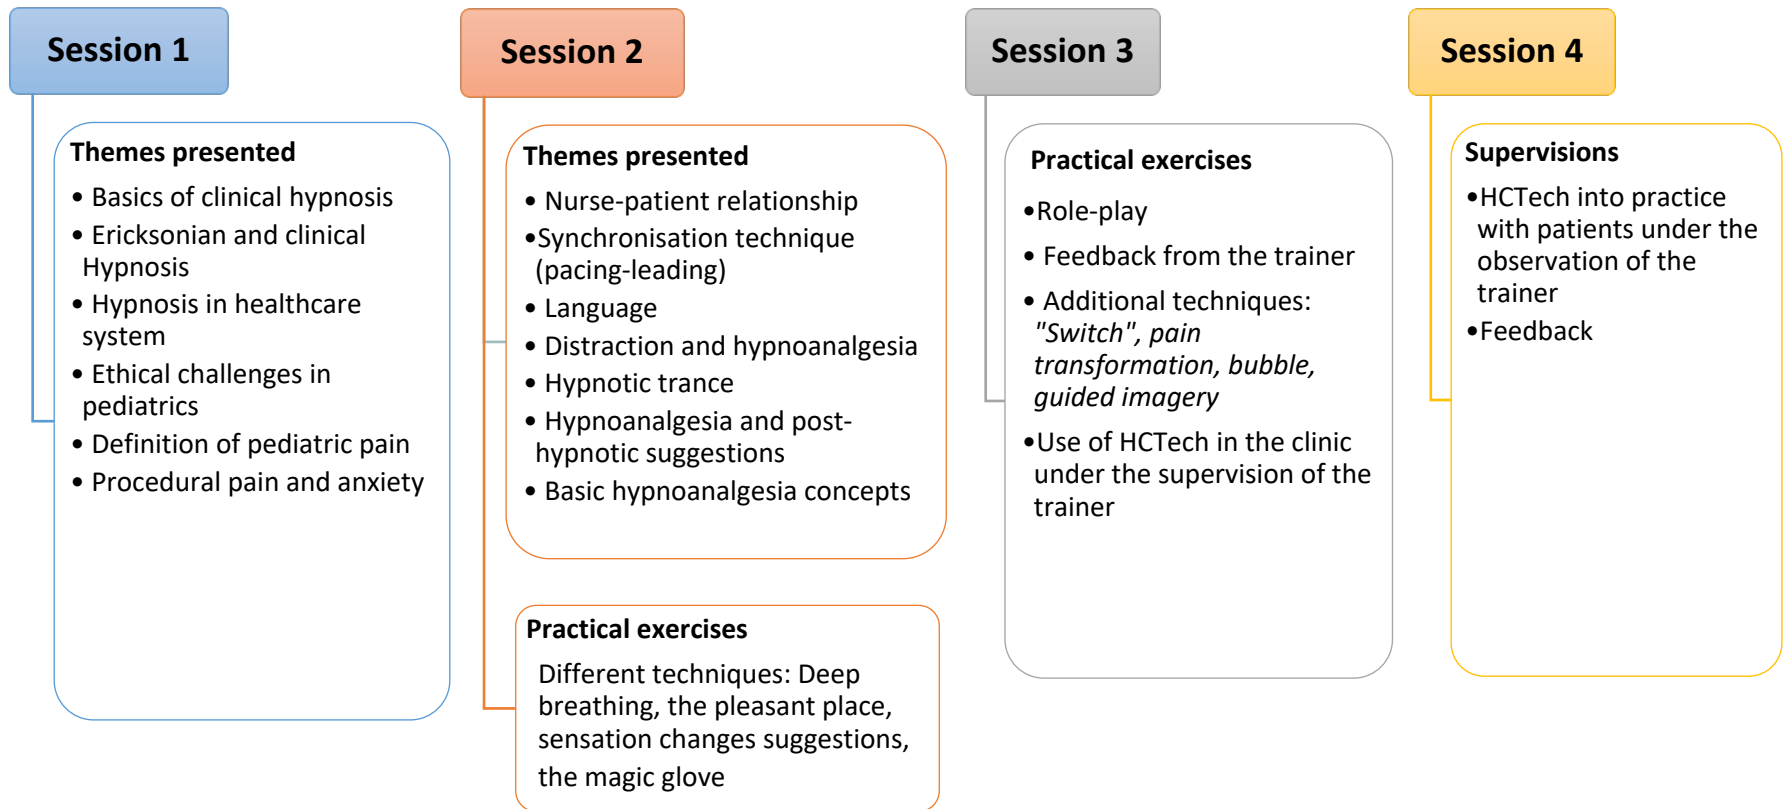 Session 1
Themes presented
• Basics of clinical hypnosis
• Ericksonian and clinical
Hypnosis
• Hypnosis in healthcare
system
• Ethical challenges in
pediatrics
• Definition of pediatric pain
• Procedural pain and anxiety
Session 2
Themes presented
• Nurse-patient relationship
•Synchronisation technique
(pacing-leading)
• Language
• Distraction and hypnoanalgesia
• Hypnotic trance
• Hypnoanalgesia and post-
hypnotic suggestions
• Basic hypnoanalgesia concepts
Practical exercises
Different techniques: Deep
breathing, the pleasant place,
sensation changes suggestions,
the magic glove
Session 3
Practical exercises
•Role-play
• Feedback from the trainer
• Additional techniques:
"Switch", pain
transformation, bubble,
guided imagery
•Use of HCTech in the clinic
under the supervision of the
trainer
Session 4
Supervisions
•HCTech into practice
with patients under the
observation of the
trainer
•Feedback